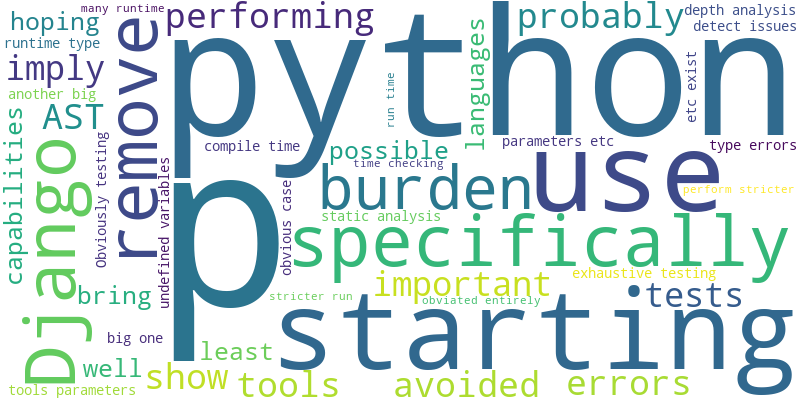 many runtime
hoping
performing
probably
depth analysis
detect issues
runtime type
imply
remove
python
run time
languages
etc exist
another big
AST
capabilities
Django
Obviously testing
compile time
possible
time checking
parameters etc
type errors
use
undefined variables
burden
perform stricter
p
obvious case
static analysis
specifically
exhaustive testing
important
bring
stricter run
obviated entirely
tests
starting
big one
least
well
show
tools
avoided
errors
tools parameters